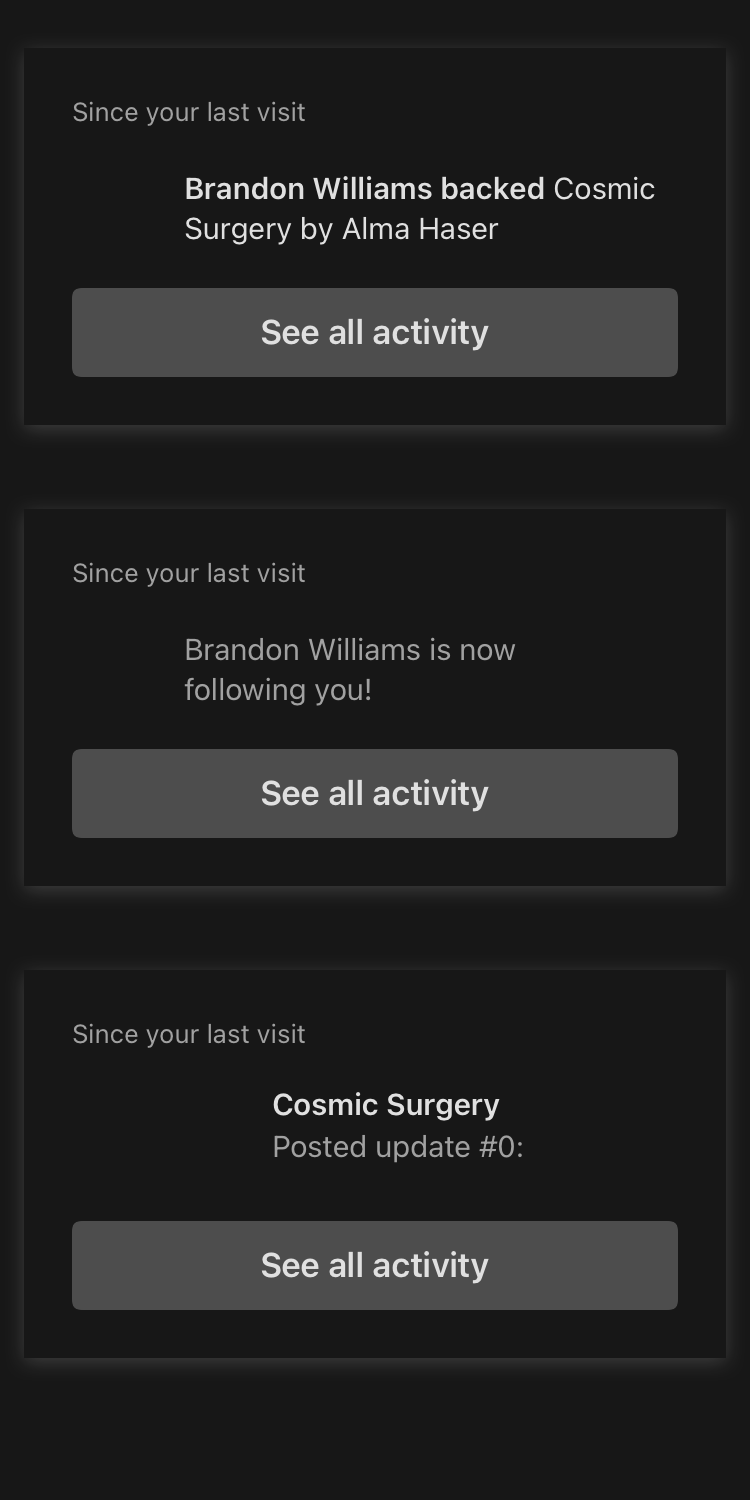 Since your last visit
Brandon Williams backed Cosmic
Surgery by Alma Haser
See all activity
Since your last visit
Brandon Williams is now
following you!
See all activity
Since your last visit
Cosmic Surgery
Posted update #0:
See all activity